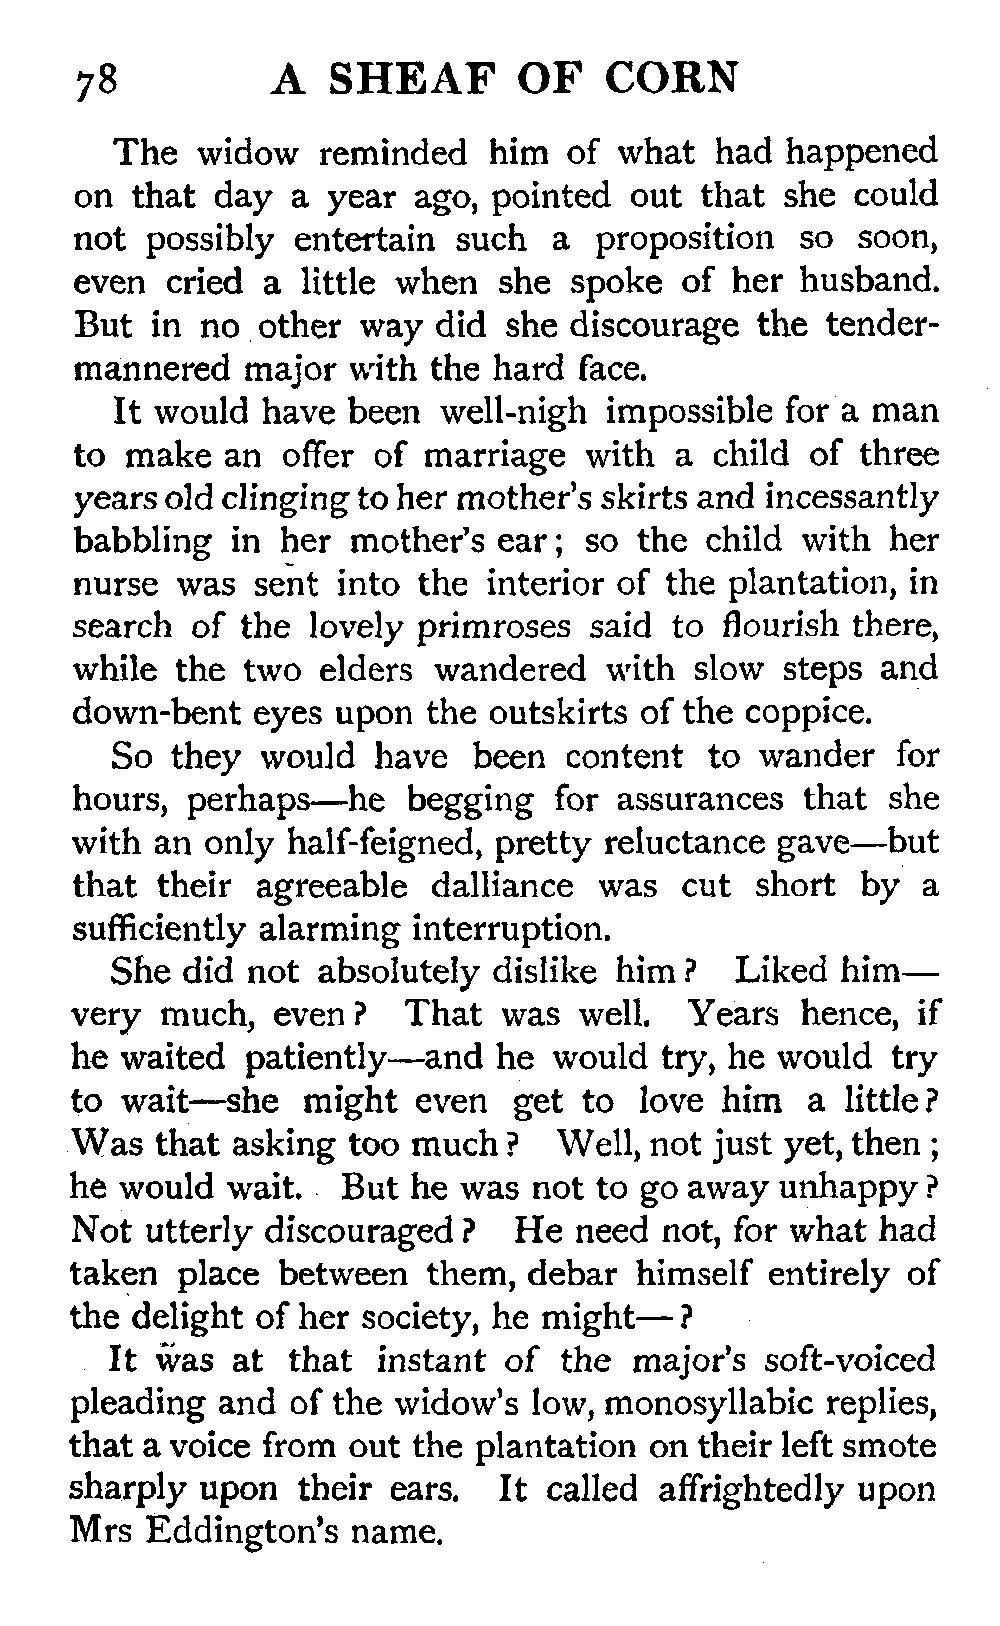 78 A SHEAF OF CORN
The widow reminded him of what had happened
on that day a year ago, pointed out that she could
not possibly entertain such a proposition so soon,
even cried a little when she spoke of her husband.
But in no other way did she discourage the tender-
mannered major with the hard face.
It would have been well-nigh impossible for a man
to make an offer of marriage with a child of three
years old clinging to her mother's skirts and incessantly
babbling in her mother's ear; so the child with her
nurse was sent into the interior of the plantation, in
search of the lovely primroses said to flourish there,
while the two elders wandered with slow steps and
down-bent eyes upon the outskirts of the coppice.
So they would have been content to wander for
hours, perhaps—he begging for assurances that she
with an only half-feigned, pretty reluctance gave—but
that their agreeable dalliance was cut short by a
sufficiently alarming interruption.
She did not absolutely dislike him? Liked him—
very much, even? That was well. Years hence, if
he waited patiently—and he would try, he would try
to wait—she might even get to love him a little?
Was that asking too much? Well, not just yet, then;
he would wait. But he was not to go away unhappy?
Not utterly discouraged? He need not, for what had
taken place between them, debar himself entirely of
the delight of her society, he might—?
It was at that instant of the major's soft-voiced
pleading and of the widow's low, monosyllabic replies,
that a voice from out the plantation on their left smote
sharply upon their ears. It called affrightedly upon
Mrs Eddington's name.